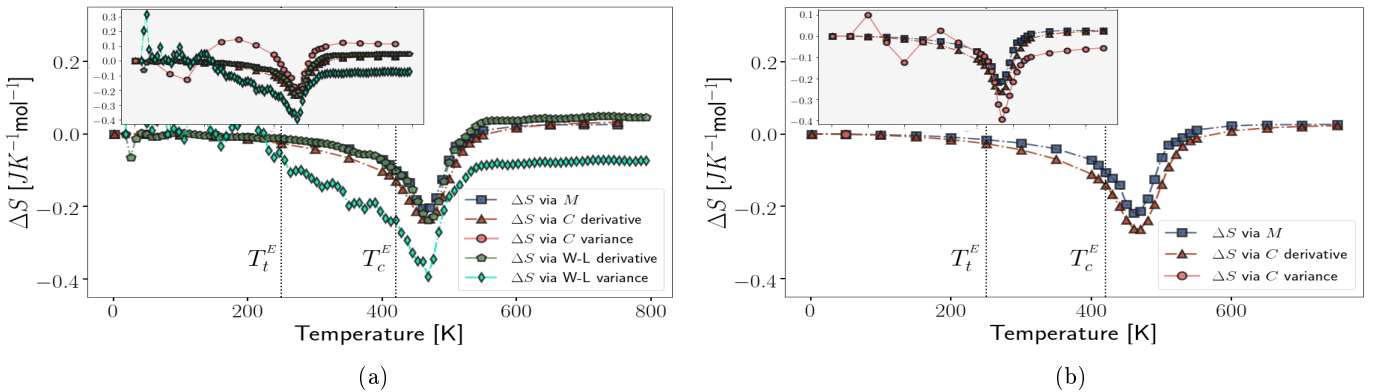 0.3
0.2
0.1
0.0
−0.1
−0.2
−0.3
−0.4
0.2
0.0
−0.2
−0.4
ΔS [JK⁻¹mol⁻¹]
T_t^E
T_c^E
ΔS via M
ΔS via C derivative
ΔS via C variance
ΔS via W-L derivative
ΔS via W-L variance
0 200 400 600 800
Temperature [K]
(a)
0.1
0.0
−0.1
−0.2
−0.3
−0.4
0.2
0.0
−0.2
−0.4
ΔS [JK⁻¹mol⁻¹]
T_t^E
T_c^E
ΔS via M
ΔS via C derivative
ΔS via C variance
0 200 400 600
Temperature [K]
(b)